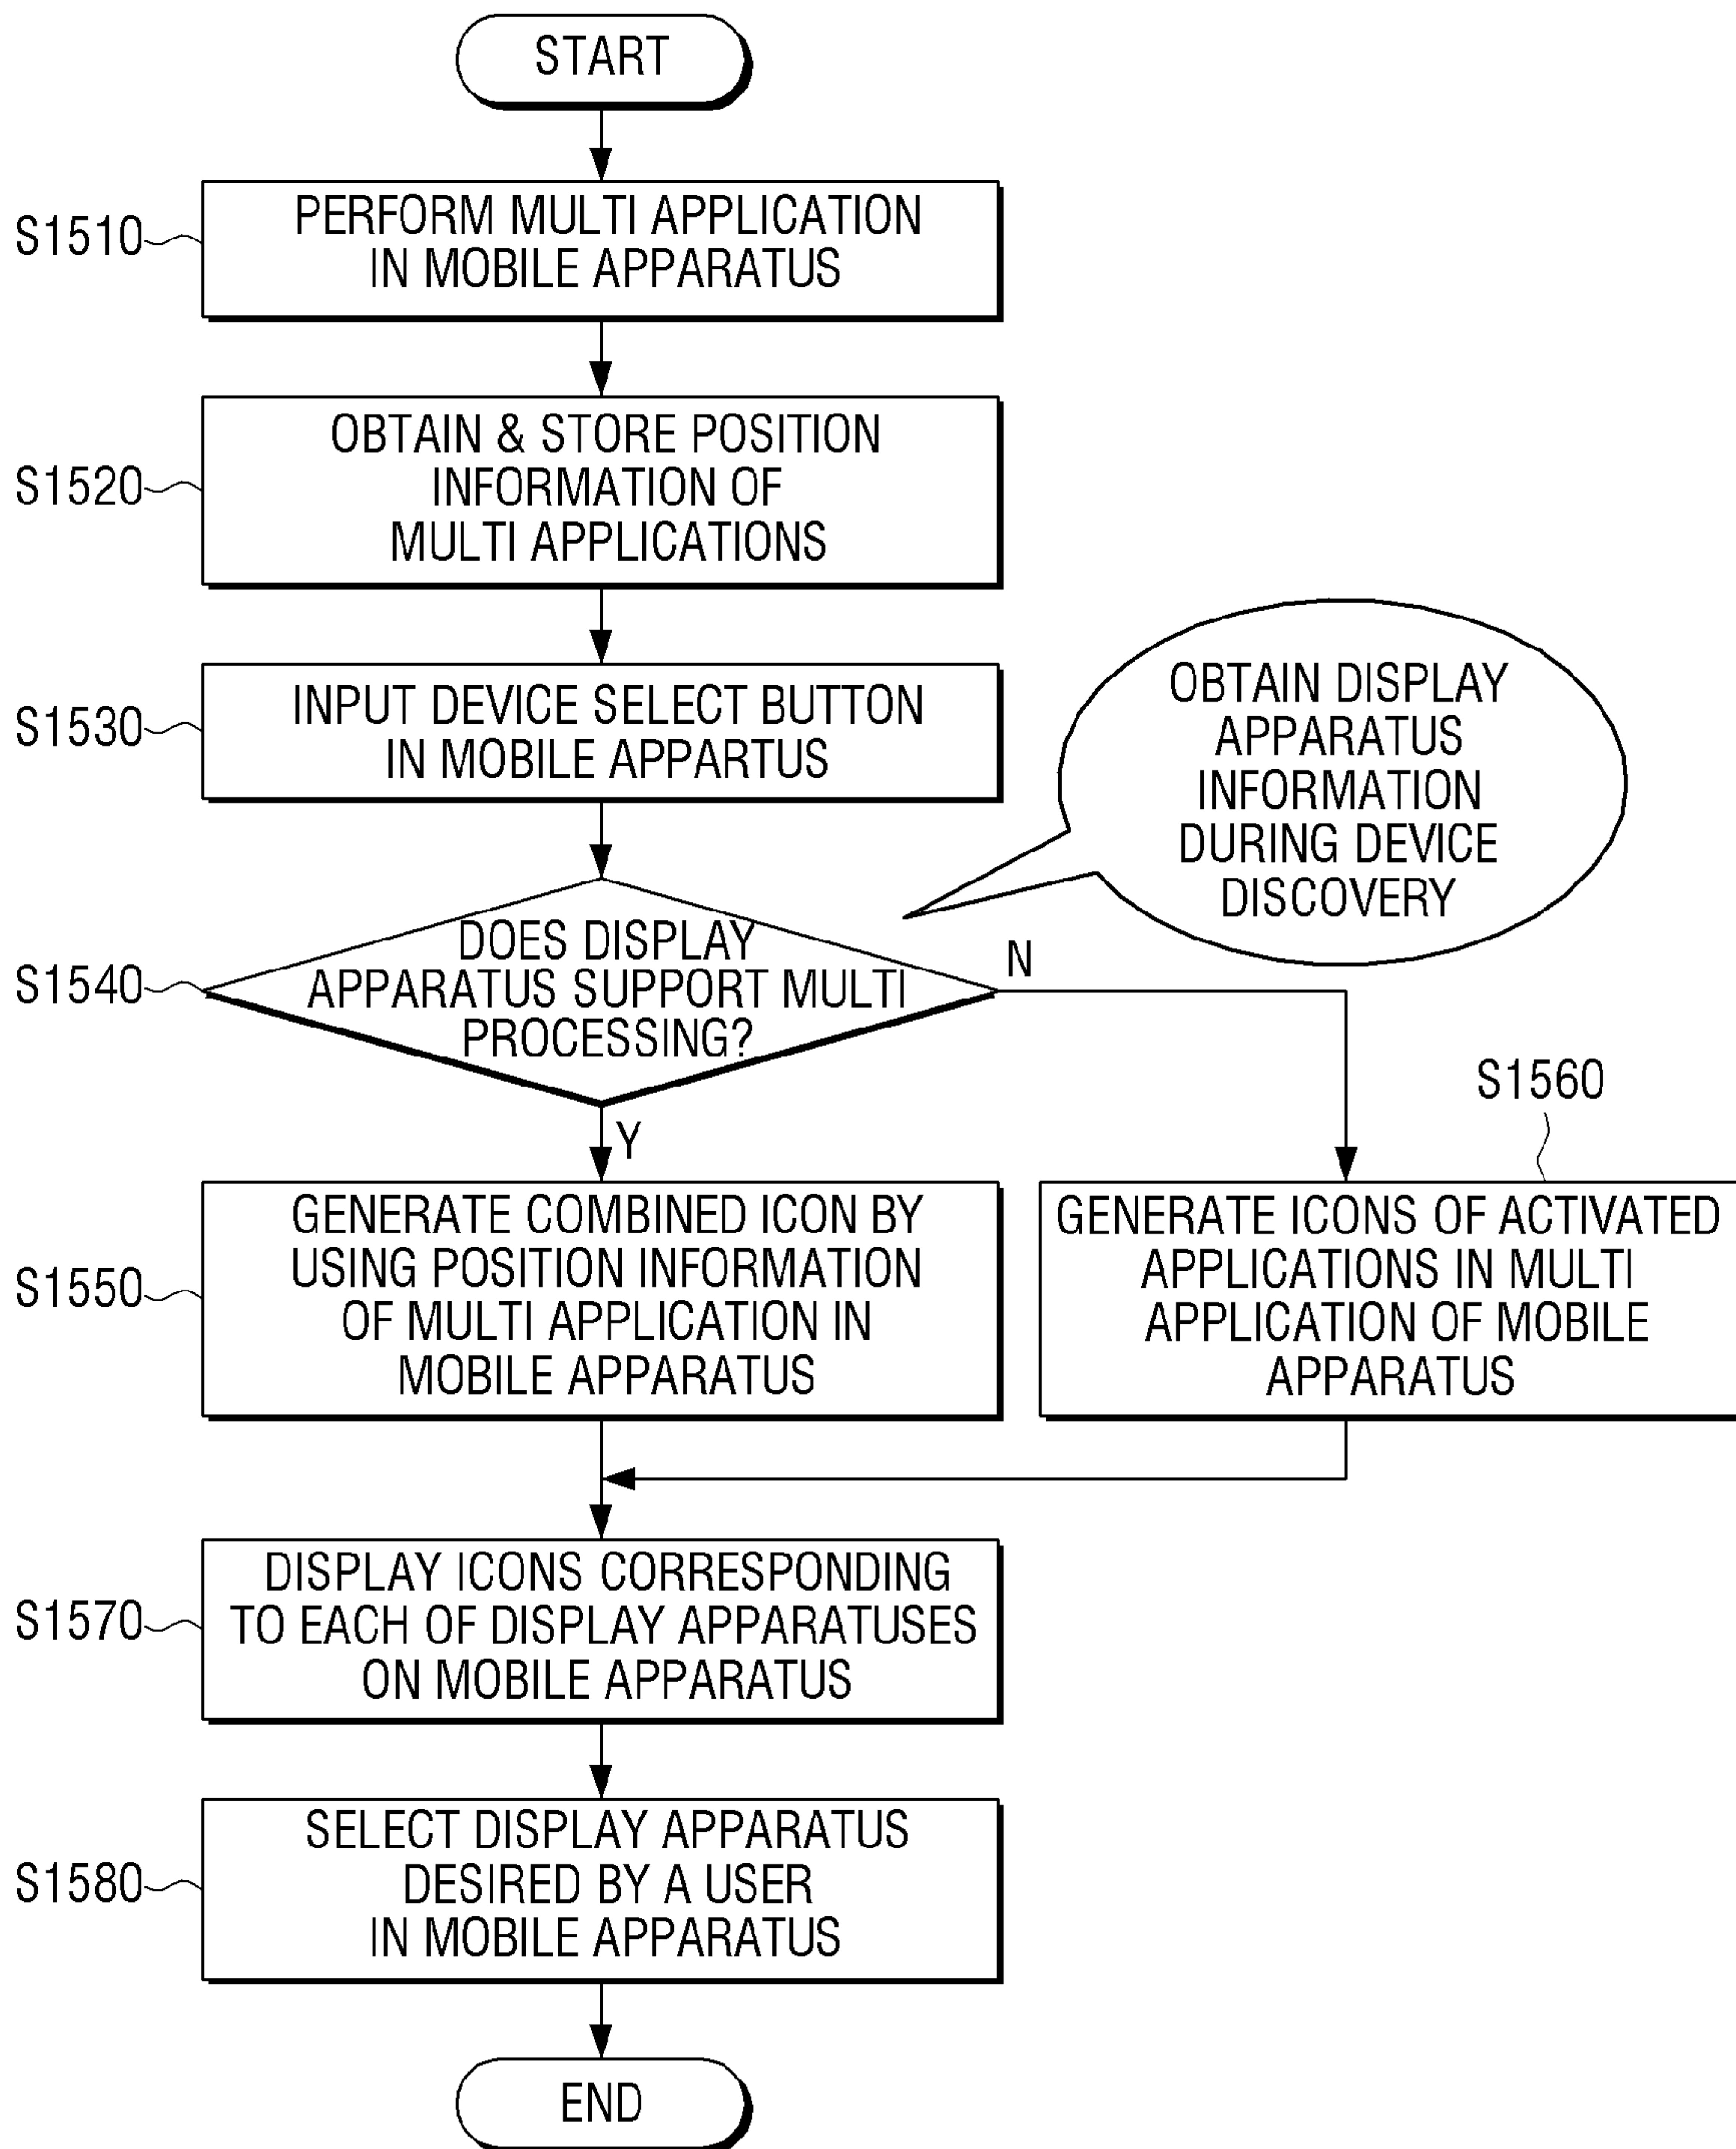 START
S1510
PERFORM MULTI APPLICATION
IN MOBILE APPARATUS
S1520
OBTAIN & STORE POSITION
INFORMATION OF
MULTI APPLICATIONS
S1530
INPUT DEVICE SELECT BUTTON
IN MOBILE APPARTUS
OBTAIN DISPLAY
APPARATUS
INFORMATION
DURING DEVICE
DISCOVERY
S1540
DOES DISPLAY
APPARATUS SUPPORT MULTI
PROCESSING?
N
Y
S1550
GENERATE COMBINED ICON BY
USING POSITION INFORMATION
OF MULTI APPLICATION IN
MOBILE APPARATUS
S1560
GENERATE ICONS OF ACTIVATED
APPLICATIONS IN MULTI
APPLICATION OF MOBILE
APPARATUS
S1570
DISPLAY ICONS CORRESPONDING
TO EACH OF DISPLAY APPARATUSES
ON MOBILE APPARATUS
S1580
SELECT DISPLAY APPARATUS
DESIRED BY A USER
IN MOBILE APPARATUS
END